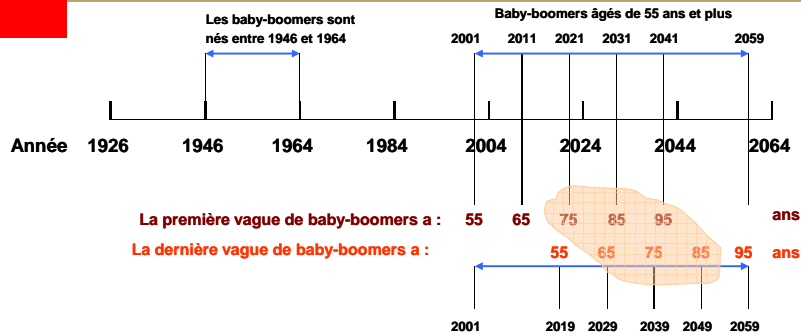 Les baby-boomers sont
nés entre 1946 et 1964
Baby-boomers âgés de 55 ans et plus
2001 2011 2021 2031 2041 2059
Année 1926 1946 1964 1984 2004 2024 2044 2064
La première vague de baby-boomers a : 55 65 75 85 95 ans
La dernière vague de baby-boomers a : 55 65 75 85 95 ans
2001 2019 2029 2039 2049 2059